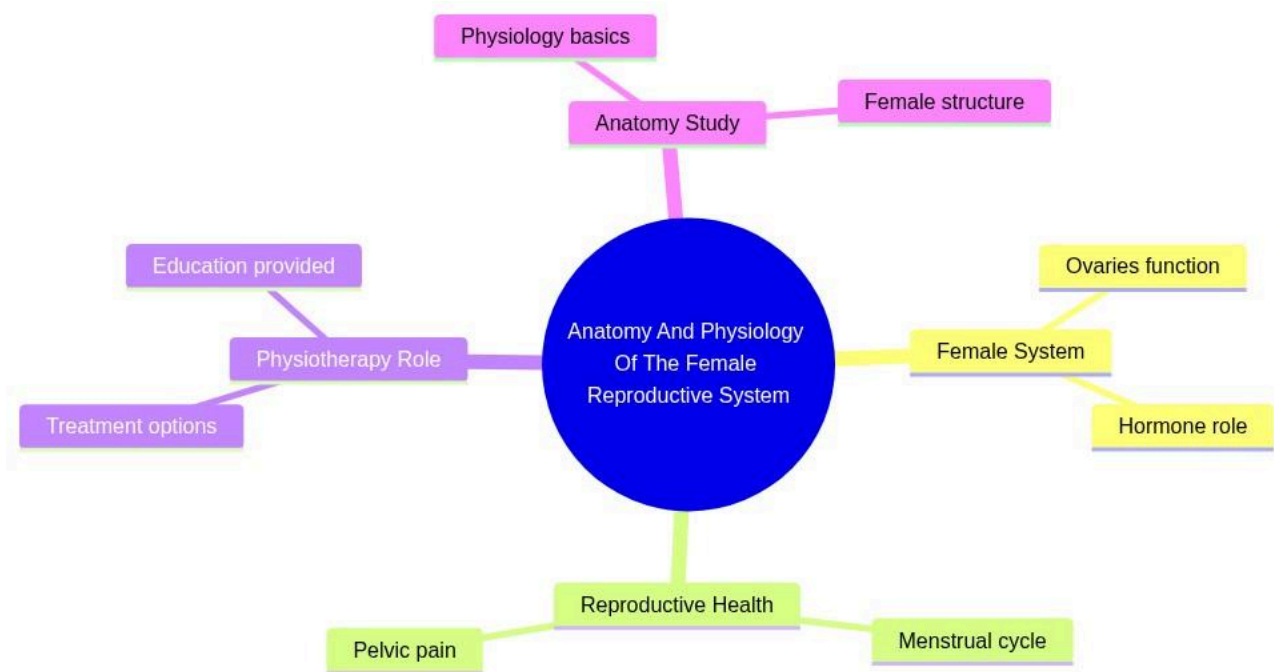 Physiology basics
Female structure
Anatomy Study
Education provided
Ovaries function
Anatomy And Physiology
Of The Female
Reproductive System
Physiotherapy Role
Female System
Treatment options
Hormone role
Reproductive Health
Pelvic pain
Menstrual cycle